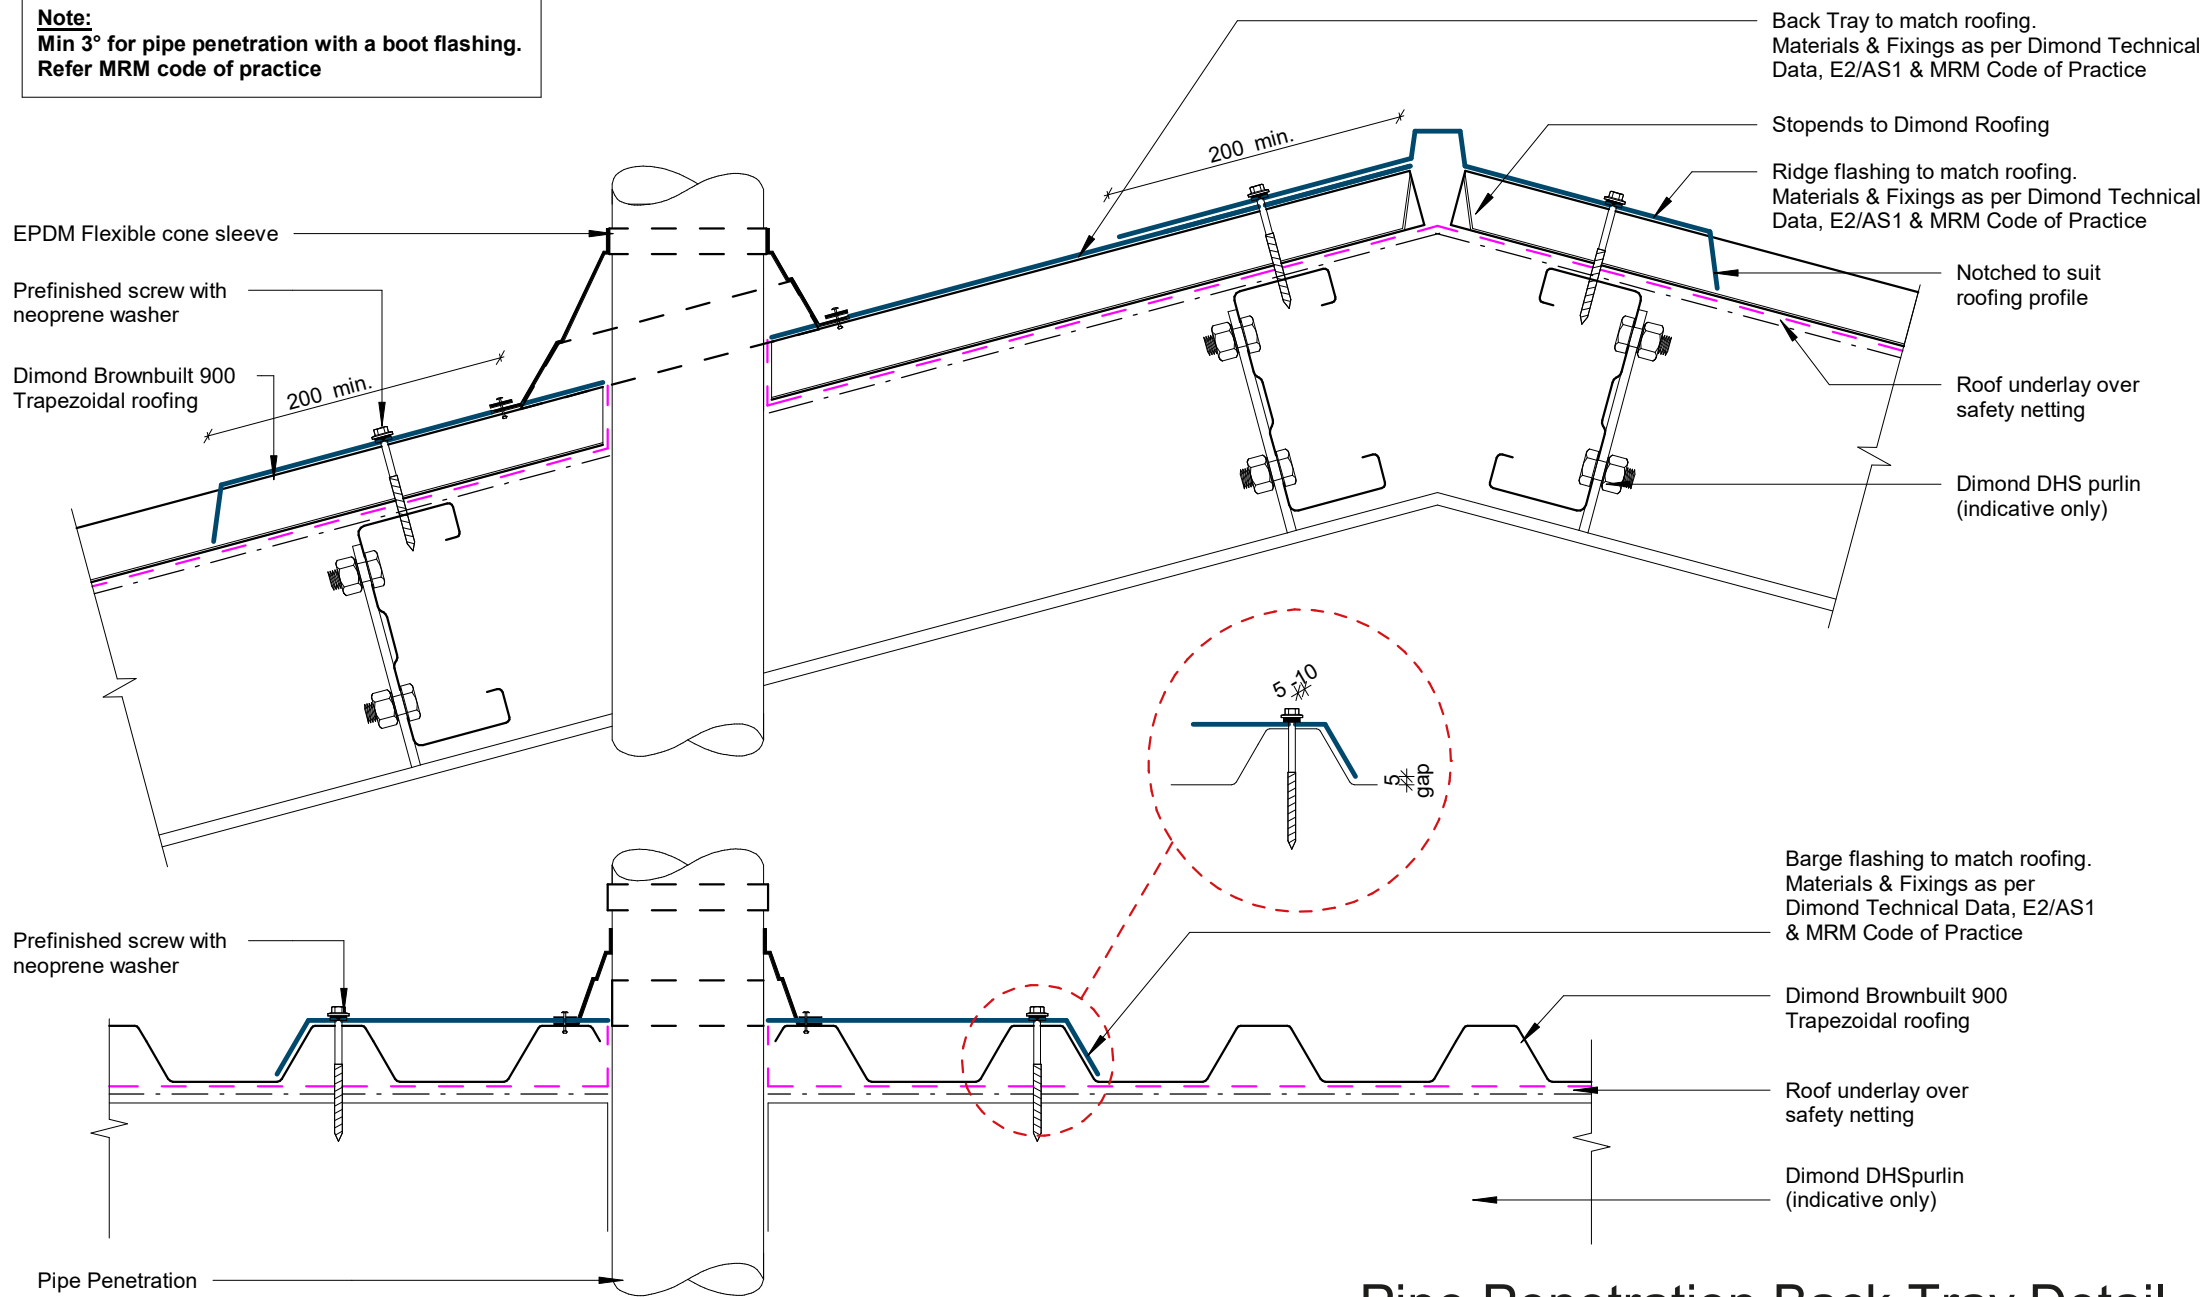 Note:
Min 3° for pipe penetration with a boot flashing.
Refer MRM code of practice
Back Tray to match roofing.
Materials & Fixings as per Dimond Technical
Data, E2/AS1 & MRM Code of Practice
Stopends to Dimond Roofing
Ridge flashing to match roofing.
Materials & Fixings as per Dimond Technical
Data, E2/AS1 & MRM Code of Practice
Notched to suit
roofing profile
Roof underlay over
safety netting
Dimond DHS purlin
(indicative only)
200 min.
EPDM Flexible cone sleeve
Prefinished screw with
neoprene washer
Dimond Brownbuilt 900
Trapezoidal roofing
200 min.
5 -10
5
gap
Barge flashing to match roofing.
Materials & Fixings as per
Dimond Technical Data, E2/AS1
& MRM Code of Practice
Prefinished screw with
neoprene washer
Dimond Brownbuilt 900
Trapezoidal roofing
Roof underlay over
safety netting
Dimond DHSpurlin
(indicative only)
Pipe Penetration
Pipe Penetration Back Tray Detail